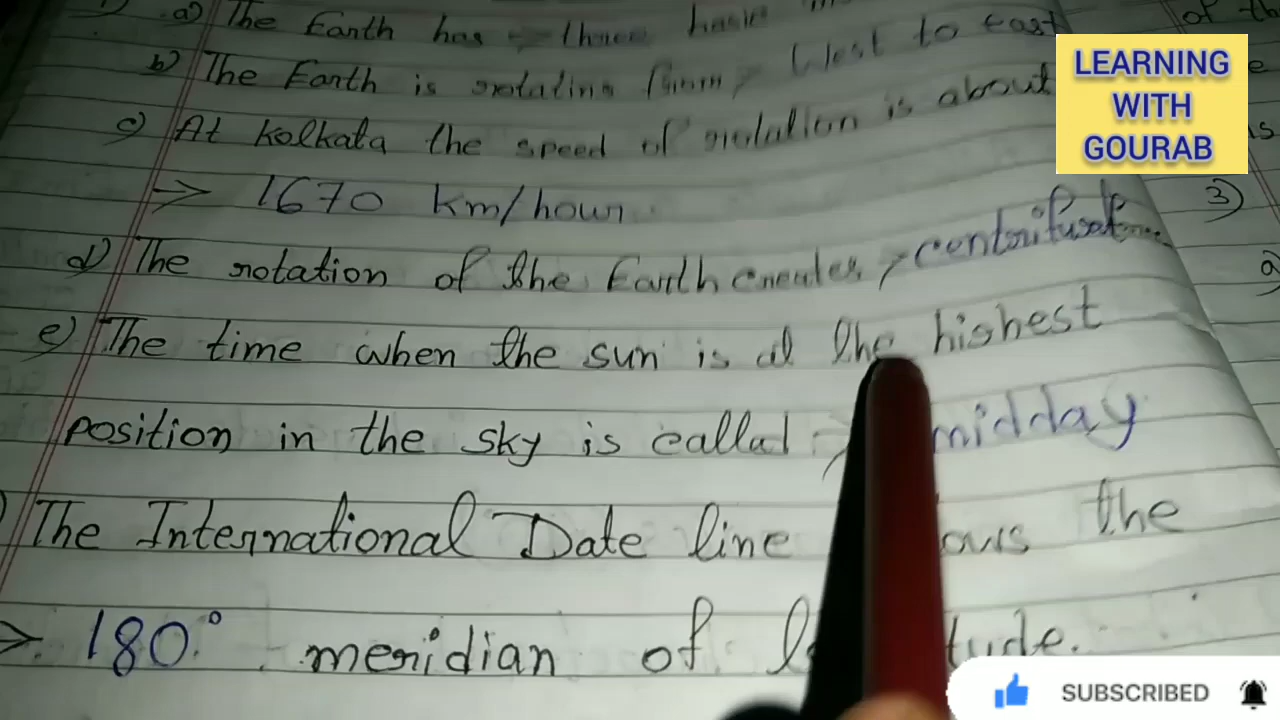 a) The Earth has → three basic
b) The Earth is rotating from → West to east
c) At Kolkata the speed of rotation is about
→ 1670 km/hour
d) The rotation of the Earth creates → centrifugal
e) The time when the sun is at the highest
position in the sky is called → midday
The International Date line the
→ 180° meridian of
of
3)
a)
LEARNING
WITH
GOURAB
SUBSCRIBED